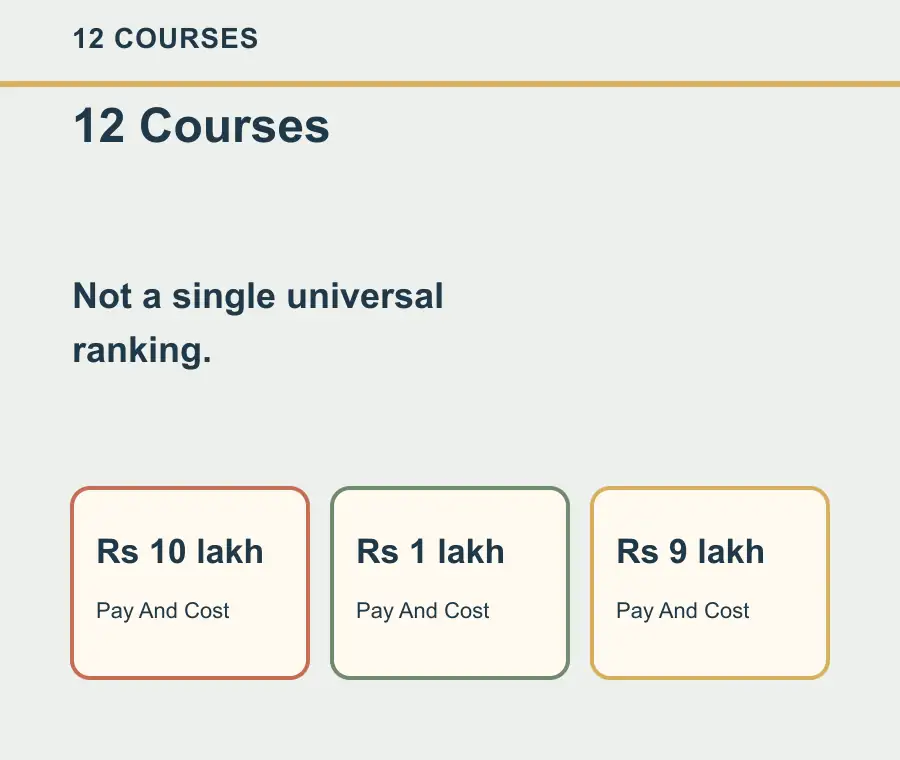 12 COURSES
12 Courses
Not a single universal
ranking.
Rs 10 lakh
Pay And Cost
Rs 1 lakh
Pay And Cost
Rs 9 lakh
Pay And Cost